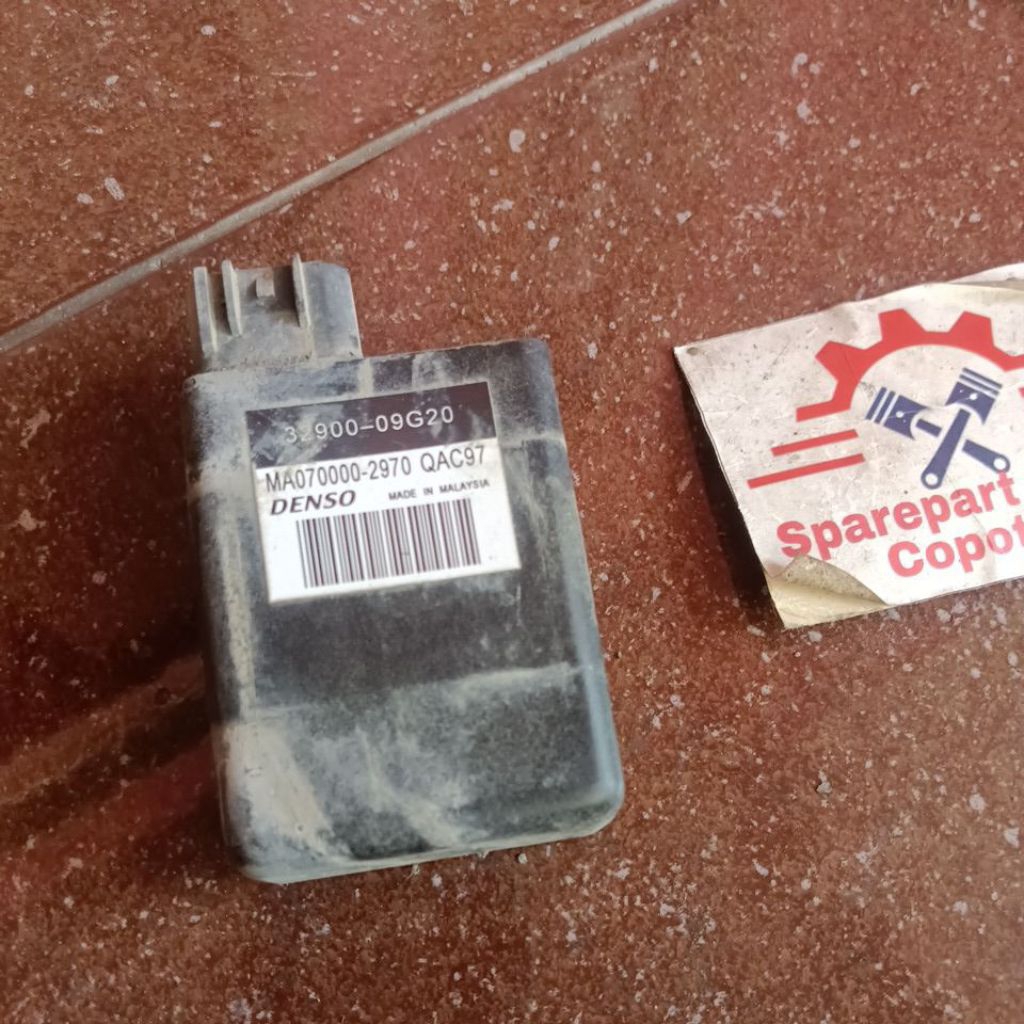 32900-09G20
MA070000-2970 QAC97
DENSO MADE IN MALAYSIA
Sparepart
Copot